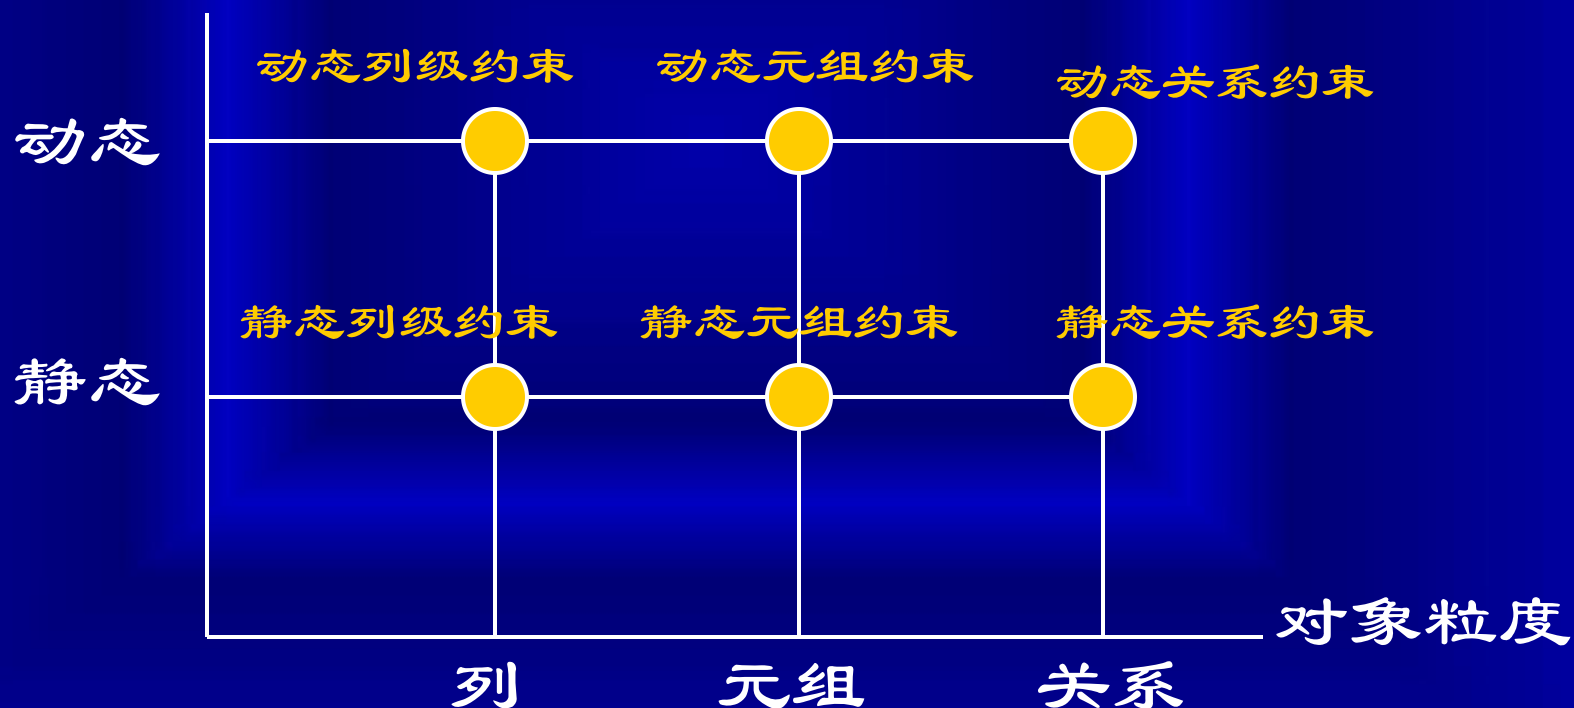 动态列级约束
动态元组约束
动态关系约束
动态
静态列级约束
静态元组约束
静态关系约束
静态
对象粒度
列
元组
关系